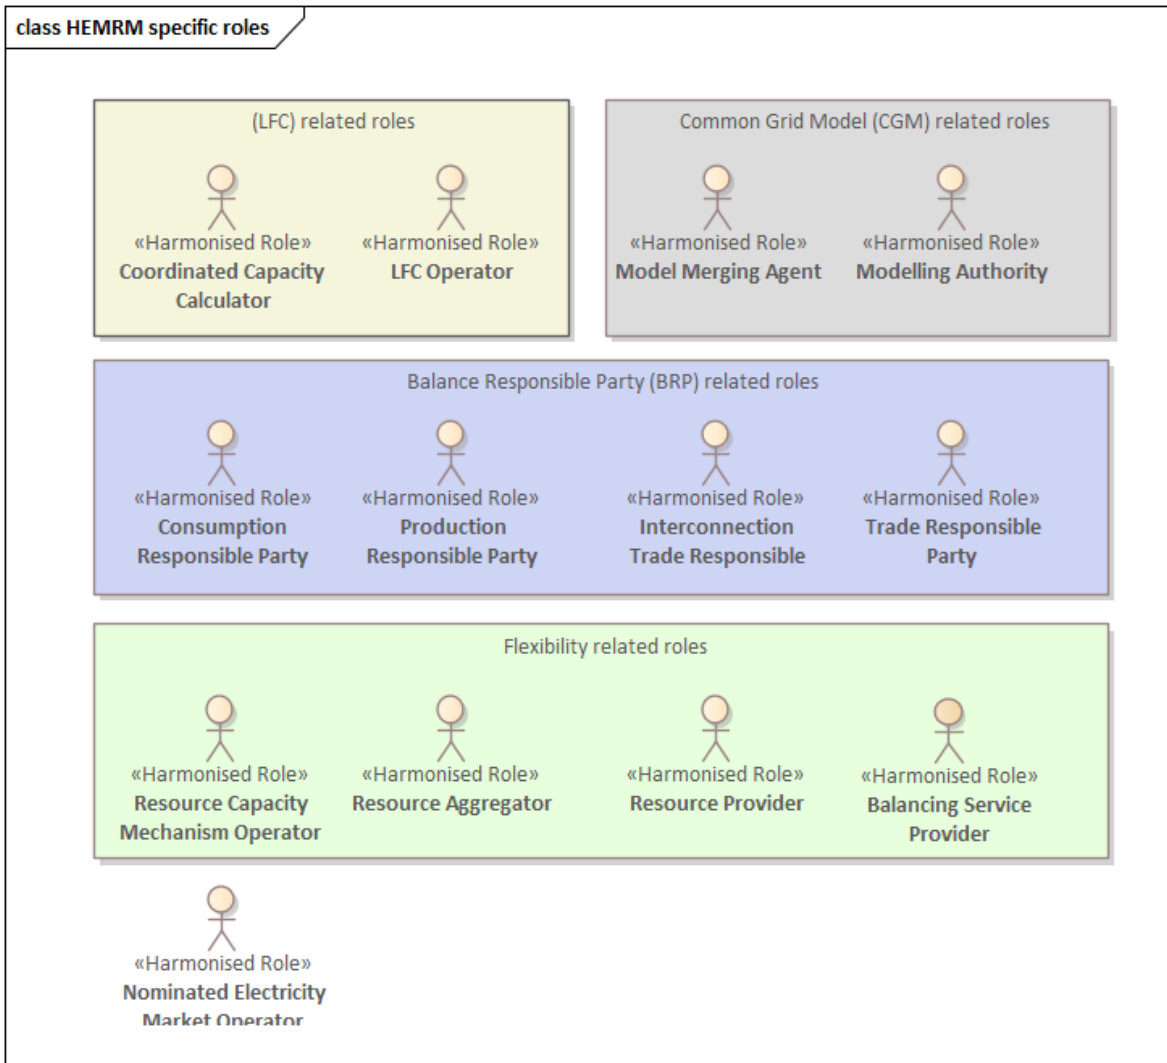 class HEMRM specific roles
(LFC) related roles
«Harmonised Role»
Coordinated Capacity
Calculator
«Harmonised Role»
LFC Operator
Common Grid Model (CGM) related roles
«Harmonised Role»
Model Merging Agent
«Harmonised Role»
Modelling Authority
Balance Responsible Party (BRP) related roles
«Harmonised Role»
Consumption
Responsible Party
«Harmonised Role»
Production
Responsible Party
«Harmonised Role»
Interconnection
Trade Responsible
«Harmonised Role»
Trade Responsible
Party
Flexibility related roles
«Harmonised Role»
Resource Capacity
Mechanism Operator
«Harmonised Role»
Resource Aggregator
«Harmonised Role»
Resource Provider
«Harmonised Role»
Balancing Service
Provider
«Harmonised Role»
Nominated Electricity
Market Operator